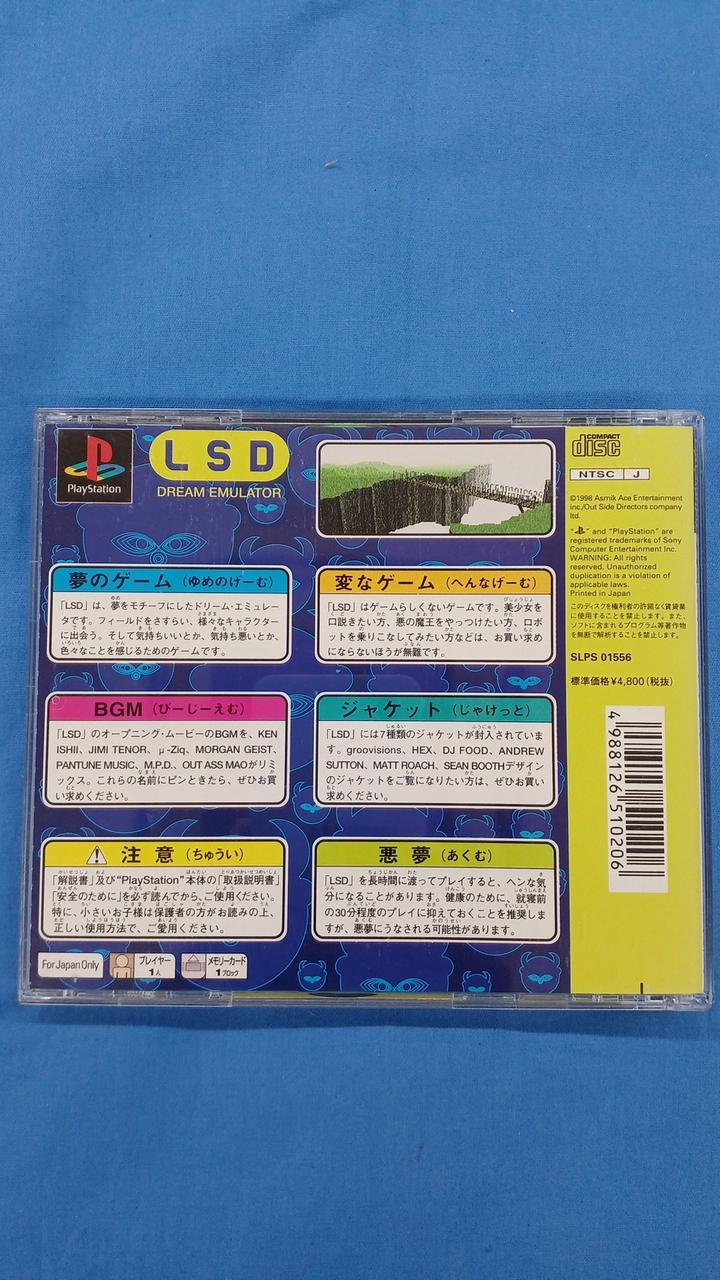 PlayStation
LSD
DREAM EMULATOR
夢のゲーム（ゆめのげーむ）
「LSD」は、夢をモチーフにしたドリーム・エミュレー
タです。フィールドをさすらい、様々なキャラクター
に出会う。そして気持ちいいとか、気持ち悪いとか、
色々なことを感じるためのゲームです。
変なゲーム（へんなげーむ）
「LSD」はゲームらしくないゲームです。美少女を
口説きたい方、悪の魔王をやっつけたい方、ロボ
ットを乗りこなしてみたい方などは、お買い求め
にならないほうが無難です。
BGM（びーじーえむ）
「LSD」のオープニング・ムービーのBGMを、KEN
ISHII、JIMI TENOR、μ-Ziq、MORGAN GEIST、
PANTUNE MUSIC、M.P.D.、OUT ASS MAOがリミ
ックス。これらの名前にピンときたら、ぜひお買
い求めください。
ジャケット（じゃけっと）
「LSD」には7種類のジャケットが封入されていま
す。groovisions、HEX、DJ FOOD、ANDREW
SUTTON、MATT ROACH、SEAN BOOTHデザイン
のジャケットをご覧になりたい方は、ぜひお買い
求めください。
注意（ちゅうい）
「解説書」及び“PlayStation”本体の「取扱説明書」
「安全のために」を必ず読んでから、ご使用ください。
特に、小さいお子様は保護者の方がお読みの上、
正しい使用方法で、ご愛用ください。
悪夢（あくむ）
「LSD」を長時間に渡ってプレイすると、ヘンな気
分になることがあります。健康のために、就寝前
の30分程度のプレイに抑えておくことを推奨しま
すが、悪夢にうなされる可能性があります。
For Japan Only
プレイヤー
1人
メモリーカード
1ブロック
COMPACT
disc
NTSC J
©1998 Asmik Ace Entertainment
inc./Out Side Directors company
ltd.
“PS” and “PlayStation” are
registered trademarks of Sony
Computer Entertainment Inc.
WARNING: All rights
reserved. Unauthorized
duplication is a violation of
applicable laws.
Printed in Japan
このディスクを権利者の許諾なく賃貸業
に使用することを禁じます。また、
ソフトに含まれるプログラム等著作物
を無断で解析することも禁じます。
SLPS 01556
標準価格¥4,800（税抜）
4988126510206